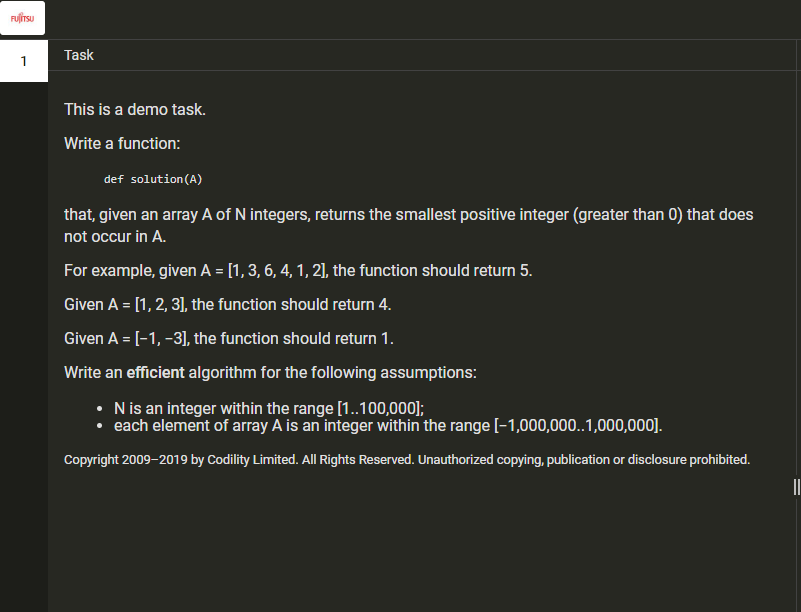 FUJITSU
1
Task
This is a demo task.
Write a function:
def solution(A)
that, given an array A of N integers, returns the smallest positive integer (greater than 0) that does
not occur in A.
For example, given A = [1, 3, 6, 4, 1, 2], the function should return 5.
Given A = [1, 2, 3], the function should return 4.
Given A = [−1, −3], the function should return 1.
Write an efficient algorithm for the following assumptions:
• N is an integer within the range [1..100,000];
• each element of array A is an integer within the range [−1,000,000..1,000,000].
Copyright 2009–2019 by Codility Limited. All Rights Reserved. Unauthorized copying, publication or disclosure prohibited.